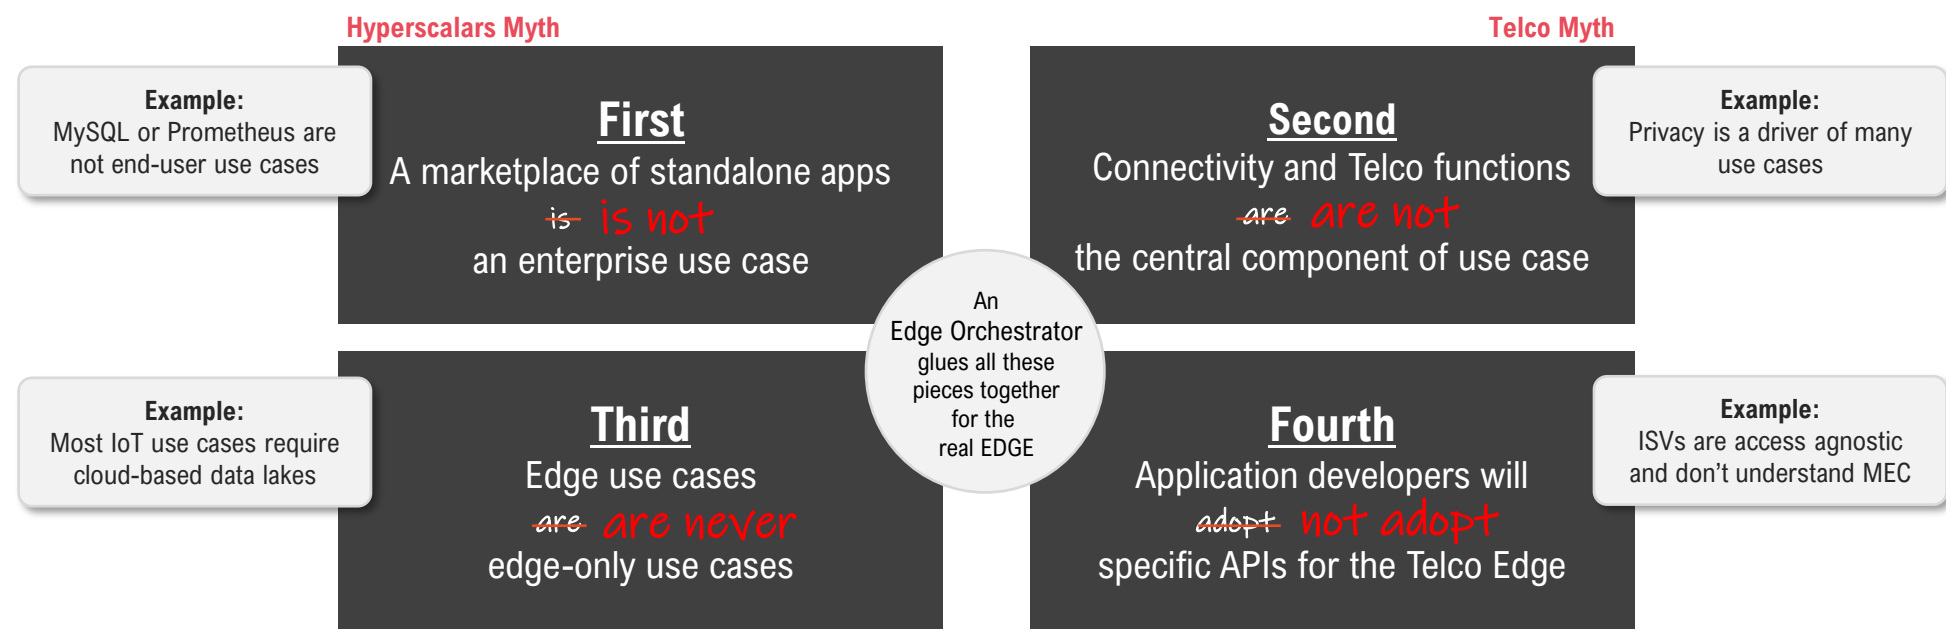 Hyperscalars Myth
Example:
MySQL or Prometheus are
not end-user use cases
First
A marketplace of standalone apps
is is not
an enterprise use case
Telco Myth
Second
Connectivity and Telco functions
are are not
the central component of use case
Example:
Privacy is a driver of many
use cases
An
Edge Orchestrator
glues all these
pieces together
for the
real EDGE
Example:
Most IoT use cases require
cloud-based data lakes
Third
Edge use cases
are are never
edge-only use cases
Fourth
Application developers will
adopt not adopt
specific APIs for the Telco Edge
Example:
ISVs are access agnostic
and don't understand MEC